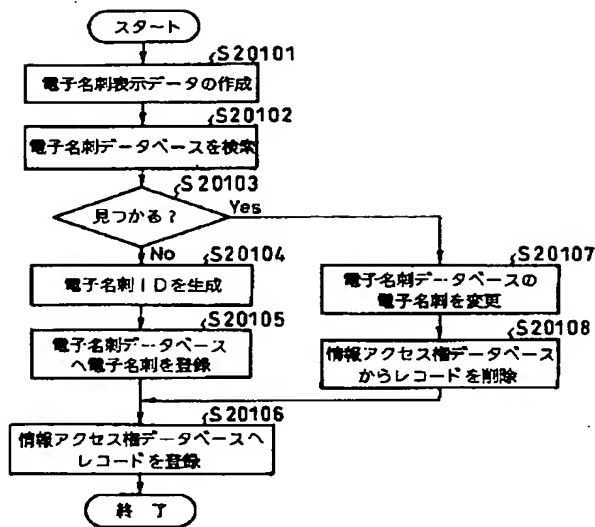 スタート
S20101
電子名刺表示データの作成
S20102
電子名刺データベースを検索
S20103
見つかる?
Yes
No
S20104
電子名刺IDを生成
S20105
電子名刺データベース
へ電子名刺を登録
S20107
電子名刺データベースの
電子名刺を変更
S20108
情報アクセス権データベース
からレコードを削除
S20106
情報アクセス権データベースへ
レコードを登録
終了